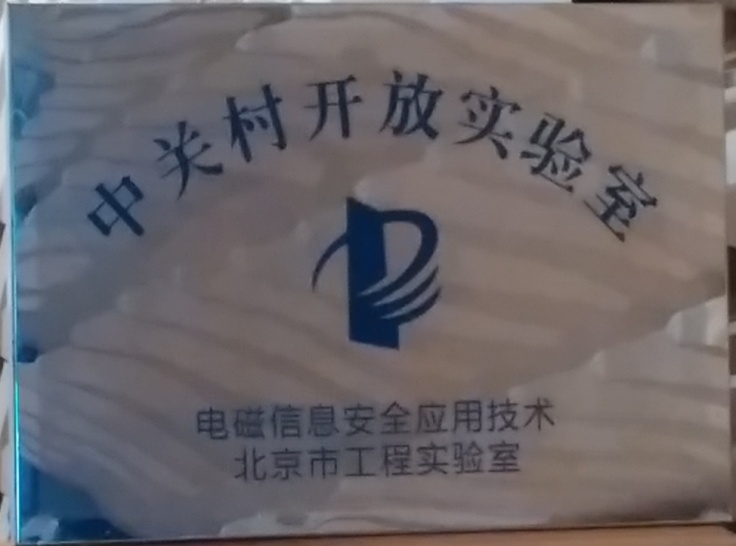 中关村开放实验室
电磁信息安全应用技术
北京市工程实验室